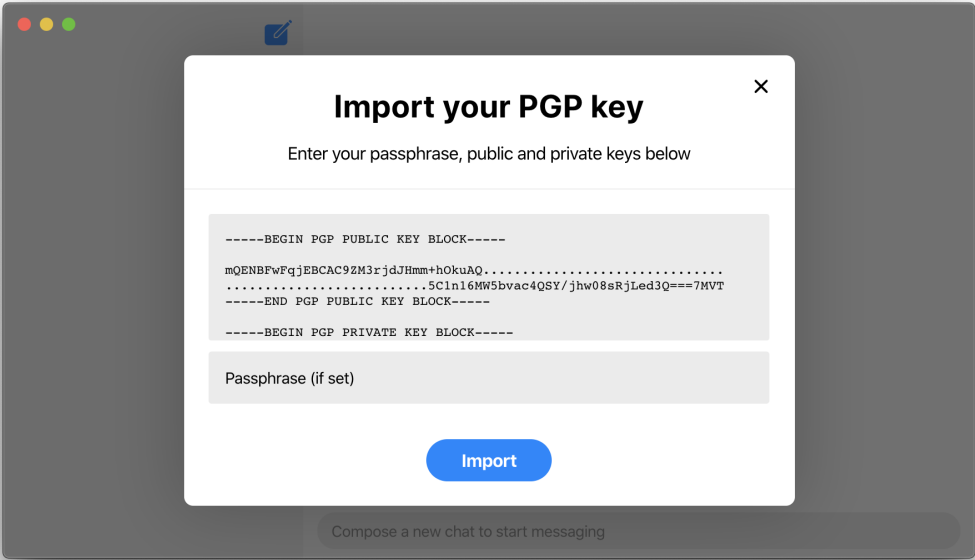 Import your PGP key
Enter your passphrase, public and private keys below
-----BEGIN PGP PUBLIC KEY BLOCK-----
mQENBFwFqjEBCAC9ZM3rjdJHmm+hOkuAQ...............................
..........................5C1n16MW5bvac4QSY/jhw08sRjLed3Q===7MVT
-----END PGP PUBLIC KEY BLOCK-----
-----BEGIN PGP PRIVATE KEY BLOCK-----
Passphrase (if set)
Import
Compose a new chat to start messaging